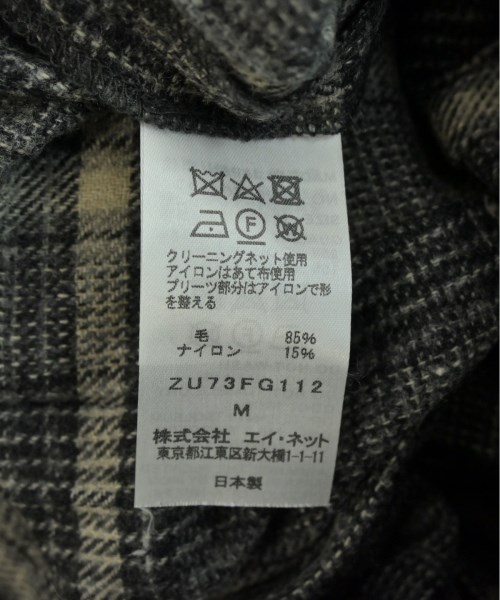 F W
クリーニングネット使用
アイロンはあて布使用
プリーツ部分はアイロンで形
を整える
毛 85%
ナイロン 15%
ZU73FG112
M
株式会社 エイ・ネット
東京都江東区新大橋1-1-11
日本製